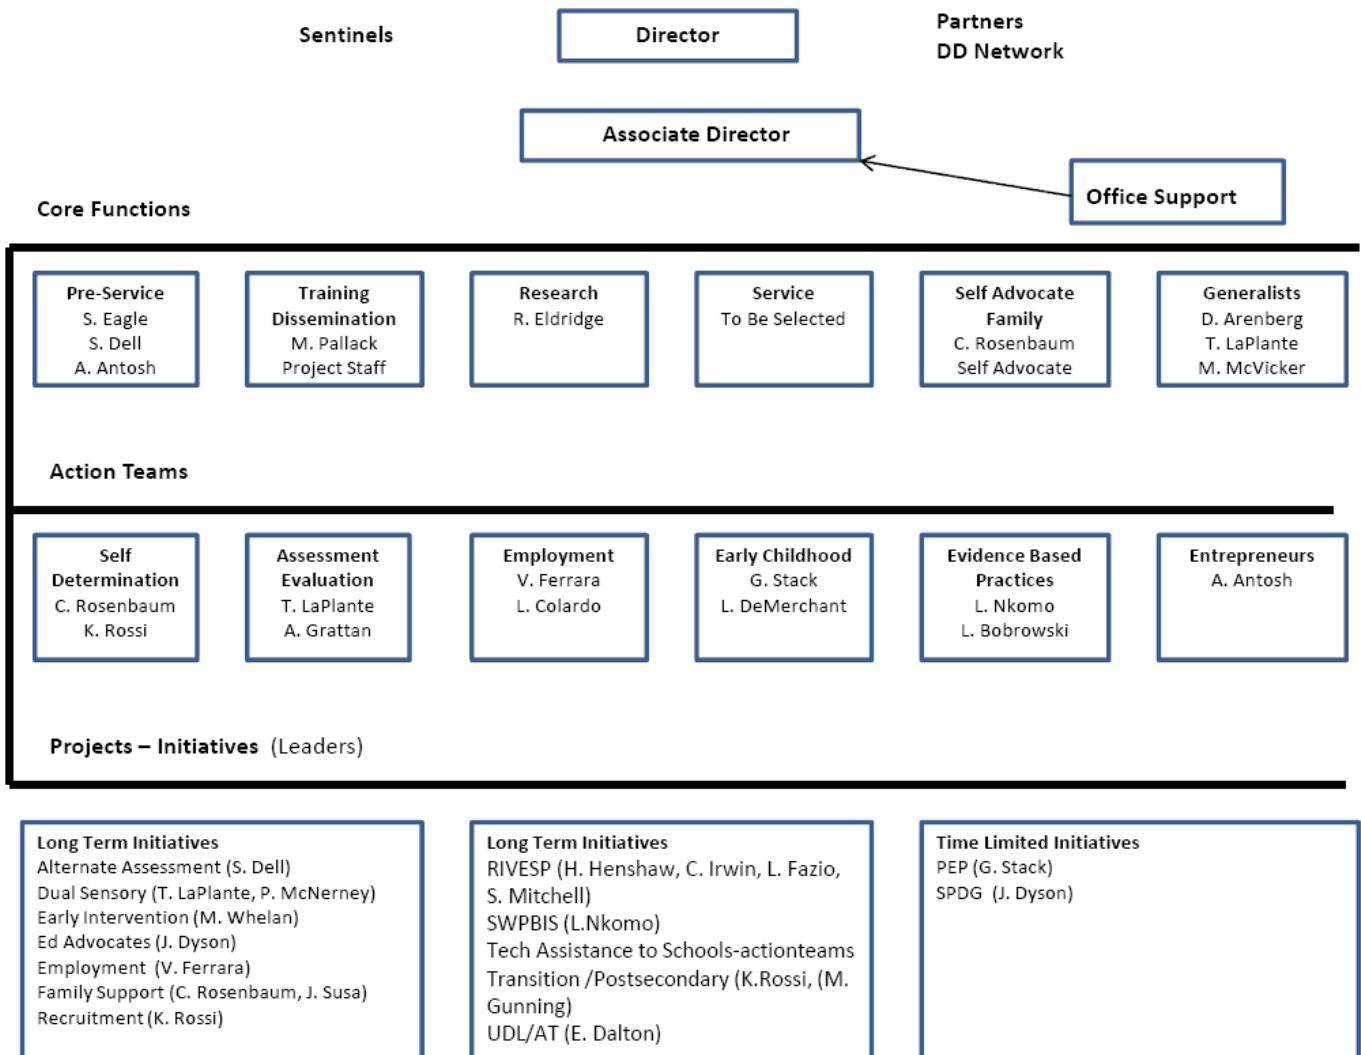 Sentinels
Director
Partners
DD Network
Associate Director
Office Support
Core Functions
Pre-Service
S. Eagle
S. Dell
A. Antosh
Training
Dissemination
M. Pallack
Project Staff
Research
R. Eldridge
Service
To Be Selected
Self Advocate
Family
C. Rosenbaum
Self Advocate
Generalists
D. Arenberg
T. LaPlante
M. McVicker
Action Teams
Self
Determination
C. Rosenbaum
K. Rossi
Assessment
Evaluation
T. LaPlante
A. Grattan
Employment
V. Ferrara
L. Colardo
Early Childhood
G. Stack
L. DeMerchant
Evidence Based
Practices
L. Nkomo
L. Bobrowski
Entrepreneurs
A. Antosh
Projects – Initiatives (Leaders)
Long Term Initiatives
Alternate Assessment (S. Dell)
Dual Sensory (T. LaPlante, P. McNerney)
Early Intervention (M. Whelan)
Ed Advocates (J. Dyson)
Employment (V. Ferrara)
Family Support (C. Rosenbaum, J. Susa)
Recruitment (K. Rossi)
Long Term Initiatives
RIVESP (H. Henshaw, C. Irwin, L. Fazio,
S. Mitchell)
SWPBIS (L.Nkomo)
Tech Assistance to Schools-actionteams
Transition /Postsecondary (K.Rossi, (M.
Gunning)
UDL/AT (E. Dalton)
Time Limited Initiatives
PEP (G. Stack)
SPDG (J. Dyson)